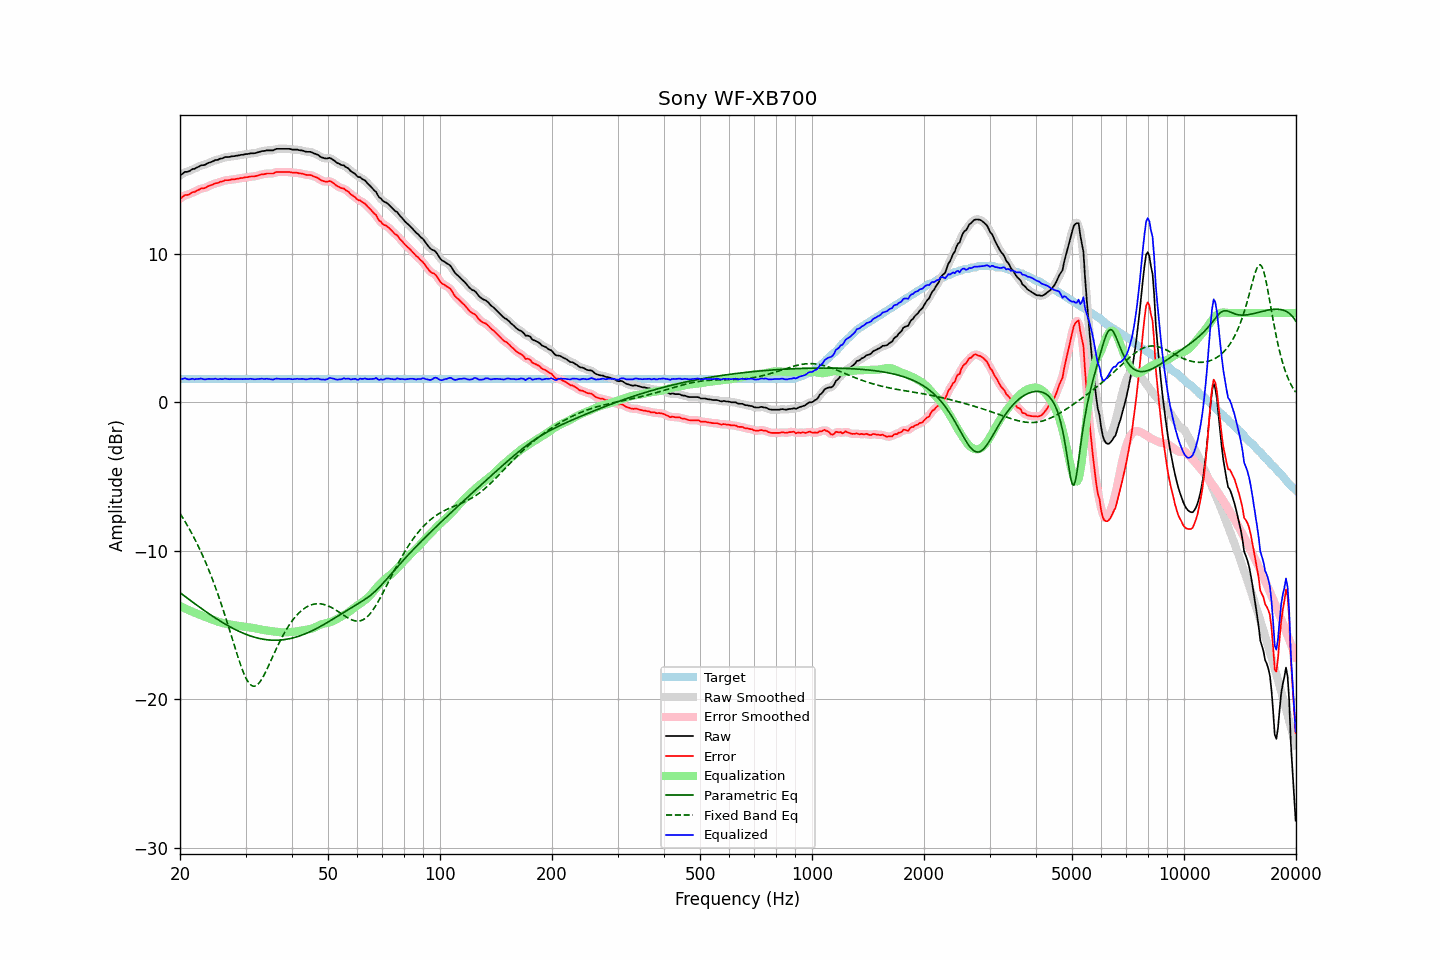 Sony WF-XB700
Amplitude (dBr)
10
0
−10
−20
−30
20
50
100
200
500
1000
2000
5000
10000
20000
Frequency (Hz)
Target
Raw Smoothed
Error Smoothed
Raw
Error
Equalization
Parametric Eq
Fixed Band Eq
Equalized